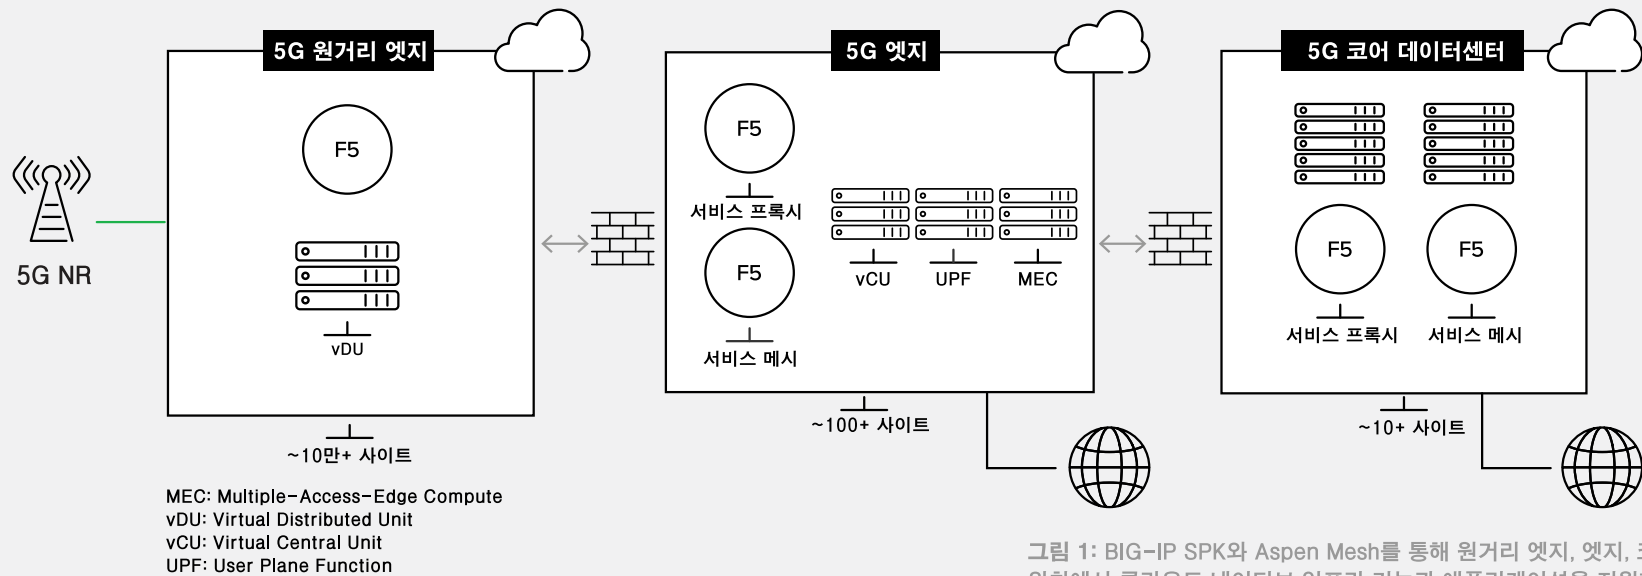 5G 원거리 엣지
5G 엣지
5G 코어 데이터센터
F5
F5
서비스 프록시
F5
서비스 메시
vCU
UPF
MEC
F5
F5
서비스 프록시
서비스 메시
5G NR
vDU
~10만+ 사이트
~100+ 사이트
~10+ 사이트
MEC: Multiple-Access-Edge Compute
vDU: Virtual Distributed Unit
vCU: Virtual Central Unit
UPF: User Plane Function
그림 1: BIG-IP SPK와 Aspen Mesh를 통해 원거리 엣지, 엣지,